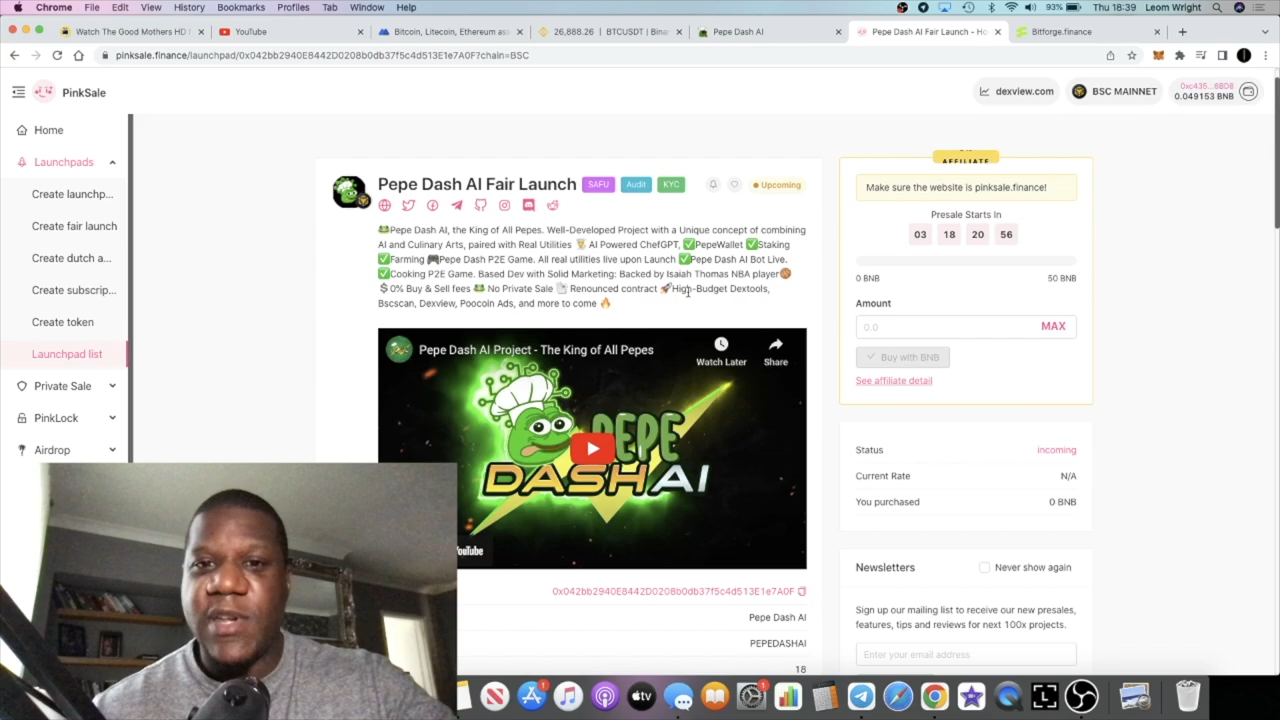 Chrome File Edit View History Bookmarks Profiles Tab Window Help
93% Thu 18:39 Leom Wright
Watch The Good Mothers HD
YouTube
Bitcoin, Litecoin, Ethereum as
26,888.26 | BTCUSDT | Bina
Pepe Dash AI
Pepe Dash AI Fair Launch - Ho
Bitforge.finance
pinksale.finance/launchpad/0x042bb2940E8442D0208b0db37f5c4d513E1e7A0F?chain=BSC
PinkSale
dexview.com
BSC MAINNET
0xc435...6BD8
0.049153 BNB
Home
Launchpads
Create launchp...
Create fair launch
Create dutch a...
Create subscrip...
Create token
Launchpad list
Private Sale
PinkLock
Airdrop
Pepe Dash AI Fair Launch
SAFU
Audit
KYC
Upcoming
Pepe Dash AI, the King of All Pepes. Well-Developed Project with a Unique concept of combining
AI and Culinary Arts, paired with Real Utilities 👨‍🍳 AI Powered ChefGPT, ✅PepeWallet ✅Staking
✅Farming 🎮Pepe Dash P2E Game. All real utilities live upon Launch ✅Pepe Dash AI Bot Live.
✅Cooking P2E Game. Based Dev with Solid Marketing: Backed by Isaiah Thomas NBA player🏀
💲0% Buy & Sell fees 🐸 No Private Sale 📄 Renounced contract 🚀High-Budget Dextools,
Bscscan, Dexview, Poocoin Ads, and more to come 🔥
Pepe Dash AI Project - The King of All Pepes
Watch Later
Share
PEPE
DASH AI
YouTube
0x042bb2940E8442D0208b0db37f5c4d513E1e7A0F
Pepe Dash AI
PEPEDASHAI
18
AFFILIATE
Make sure the website is pinksale.finance!
Presale Starts In
03 18 20 56
0 BNB 50 BNB
Amount
0.0 MAX
Buy with BNB
See affiliate detail
Status incoming
Current Rate N/A
You purchased 0 BNB
Newsletters
Never show again
Sign up our mailing list to receive our new presales,
features, tips and reviews for next 100x projects.
Enter your email address
tv